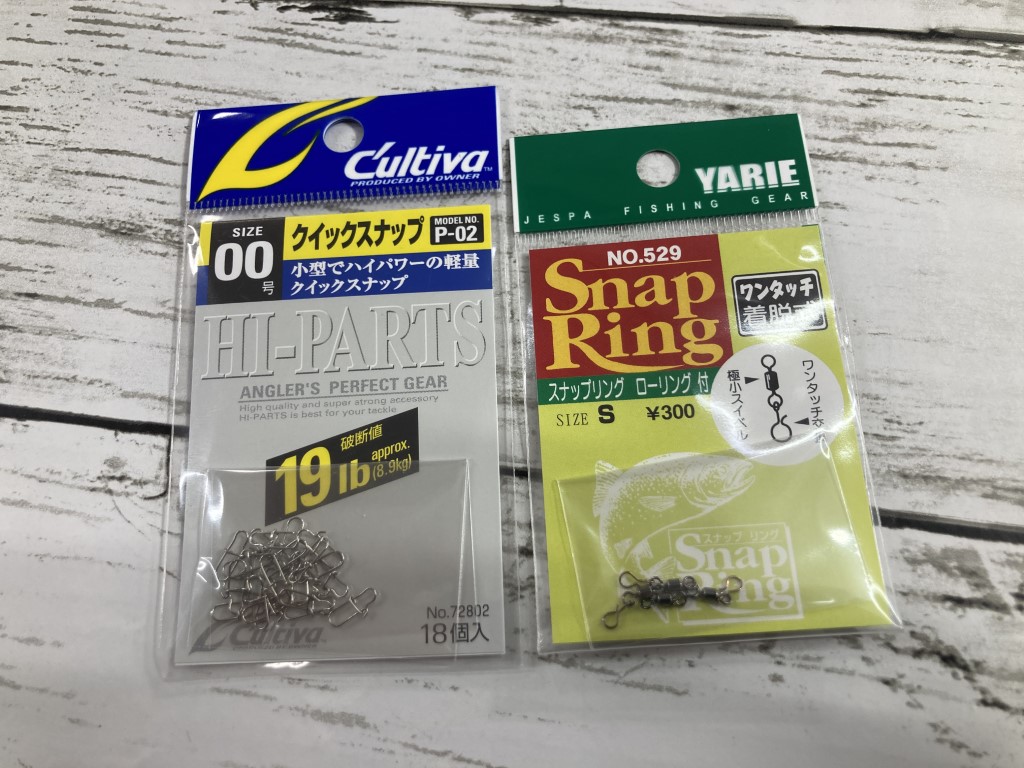 C'ultiva
PRODUCED BY OWNER
SIZE
00
号
クイックスナップ
MODEL NO.
P-02
小型でハイパワーの軽量
クイックスナップ
HI-PARTS
ANGLER'S PERFECT GEAR
High quality and super strong accessory
HI-PARTS is best for your tackle
破断値
19lb approx.
(8.9kg)
C'ultiva
No.72802
18個入
YARIE
JESPA FISHING GEAR
NO.529
Snap
Ring
ワンタッチ
着脱式
スナップリング ローリング付
SIZE S ¥300
極小スイベル
ワンタッチ
スナップリング
Snap
Ring